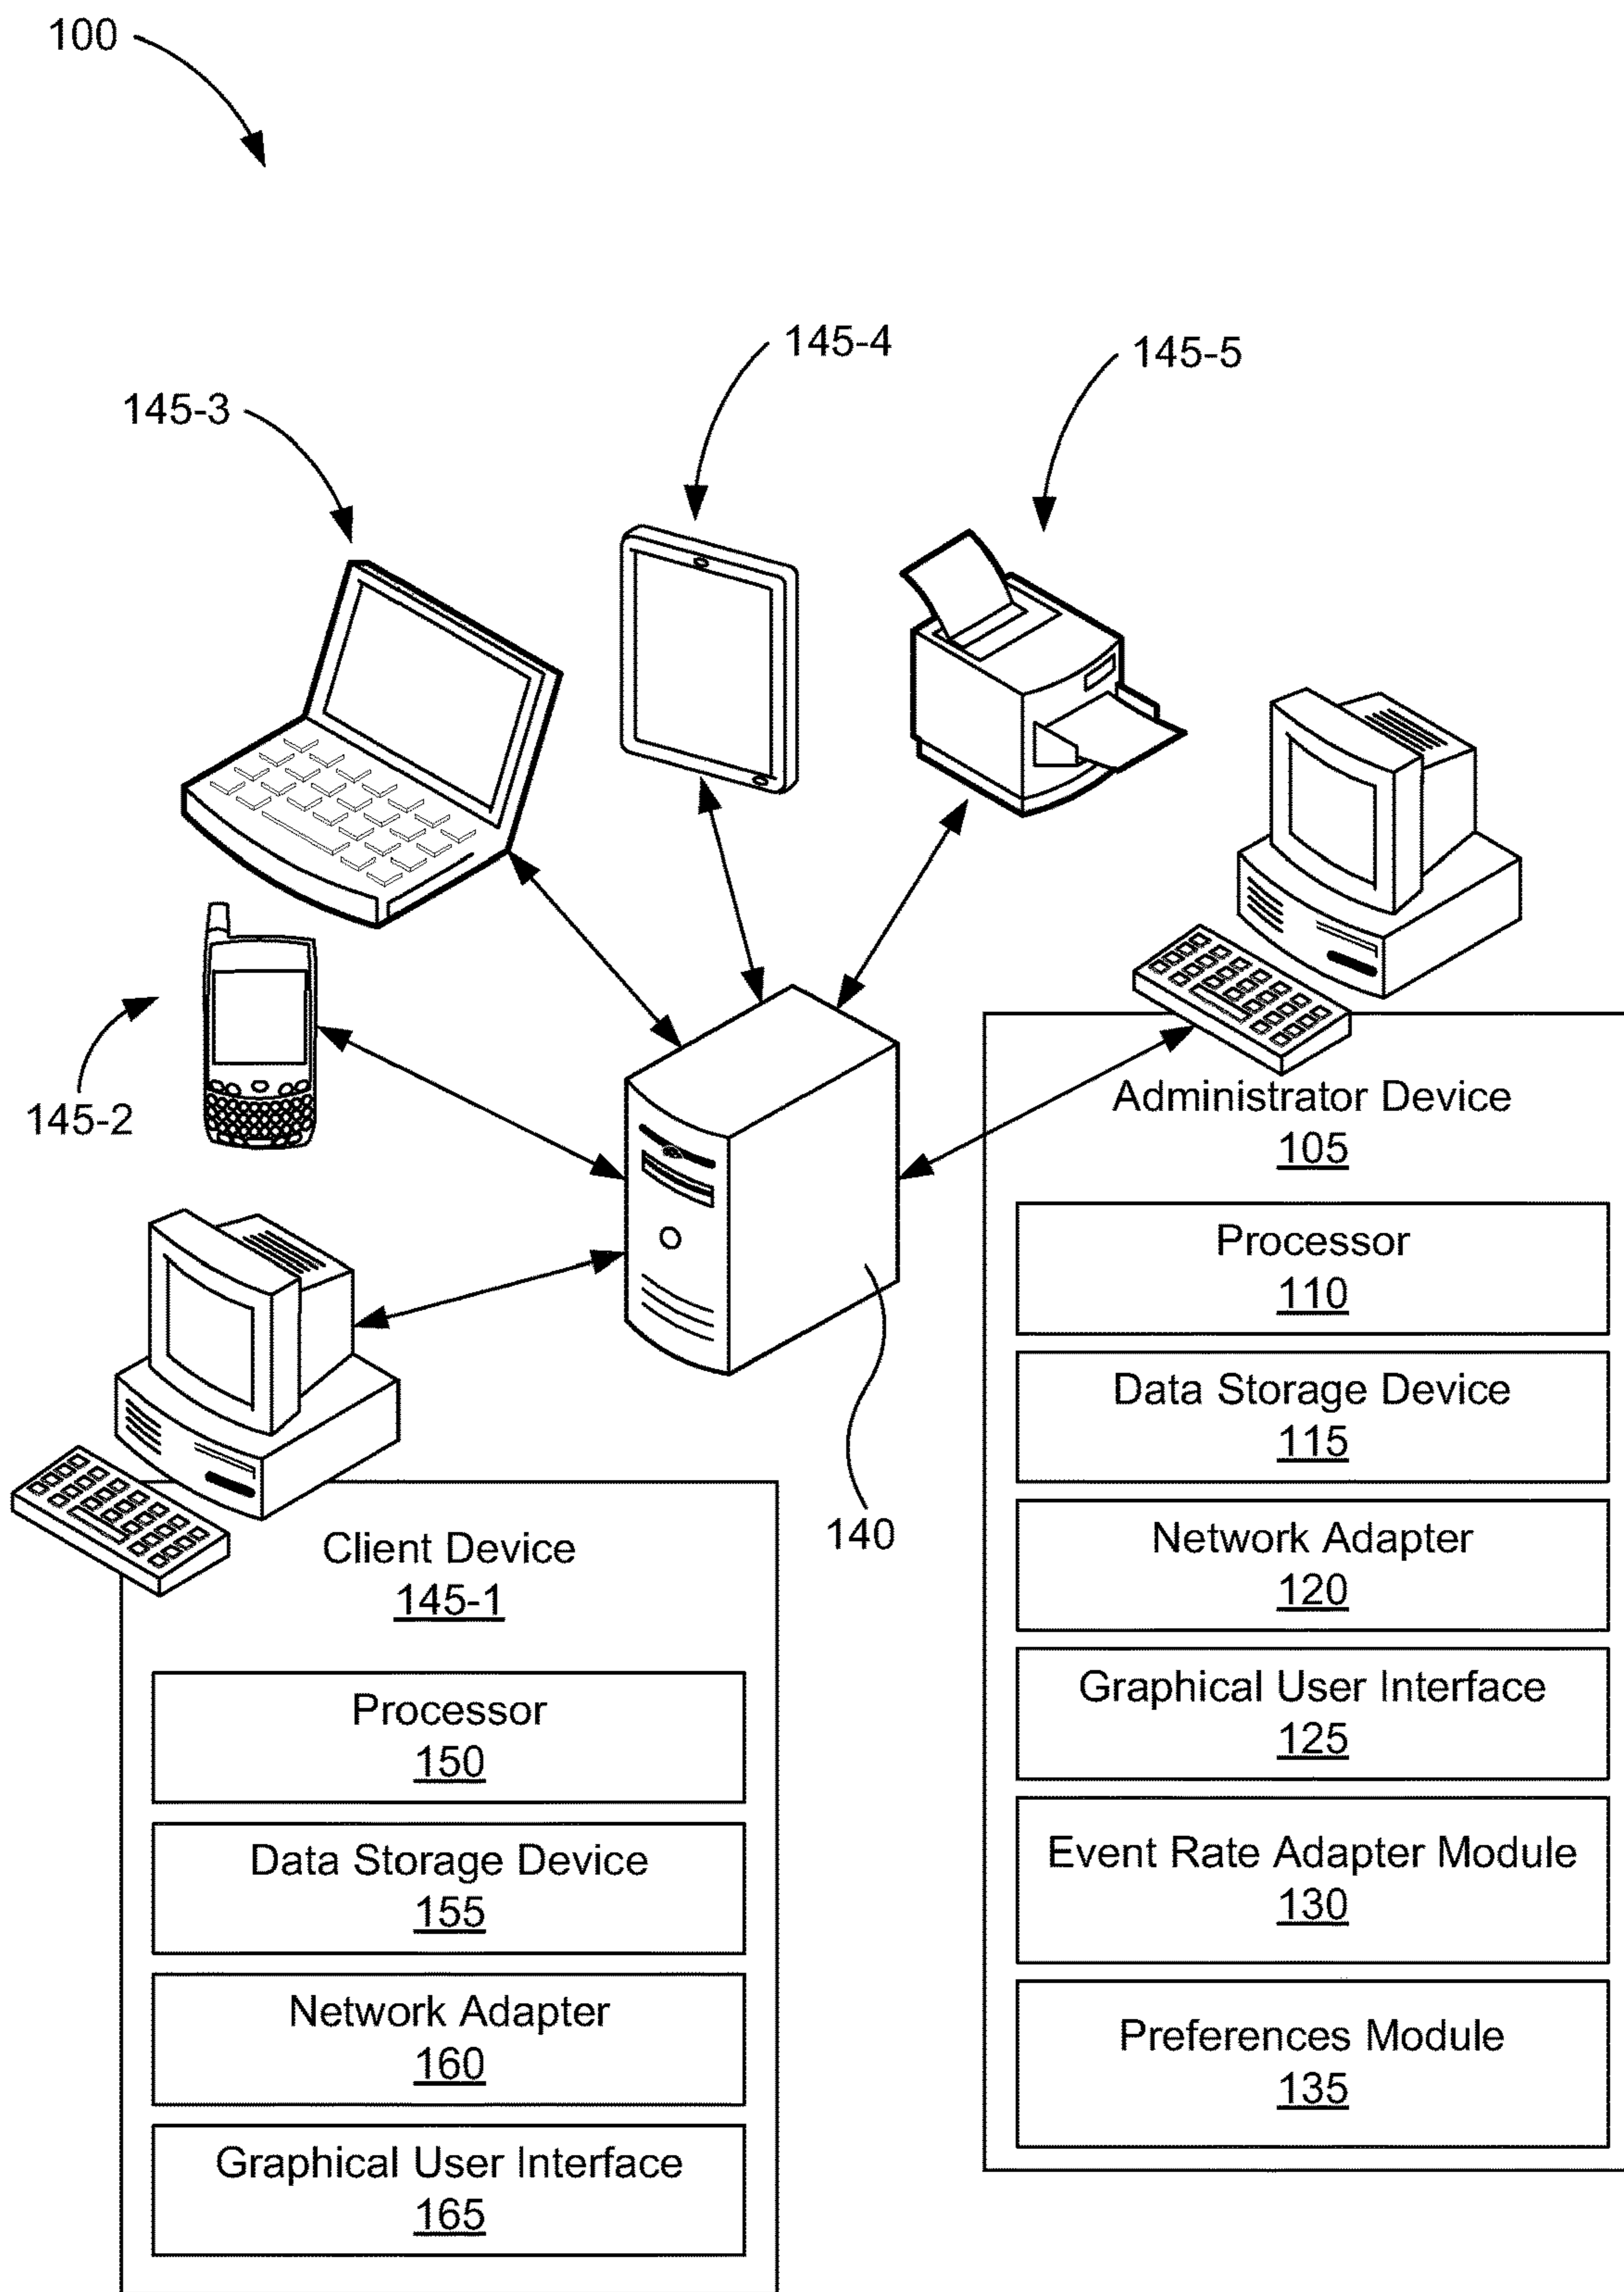 100
145-4
145-5
145-3
145-2
140
Administrator Device
105
Processor
110
Data Storage Device
115
Network Adapter
120
Graphical User Interface
125
Event Rate Adapter Module
130
Preferences Module
135
Client Device
145-1
Processor
150
Data Storage Device
155
Network Adapter
160
Graphical User Interface
165